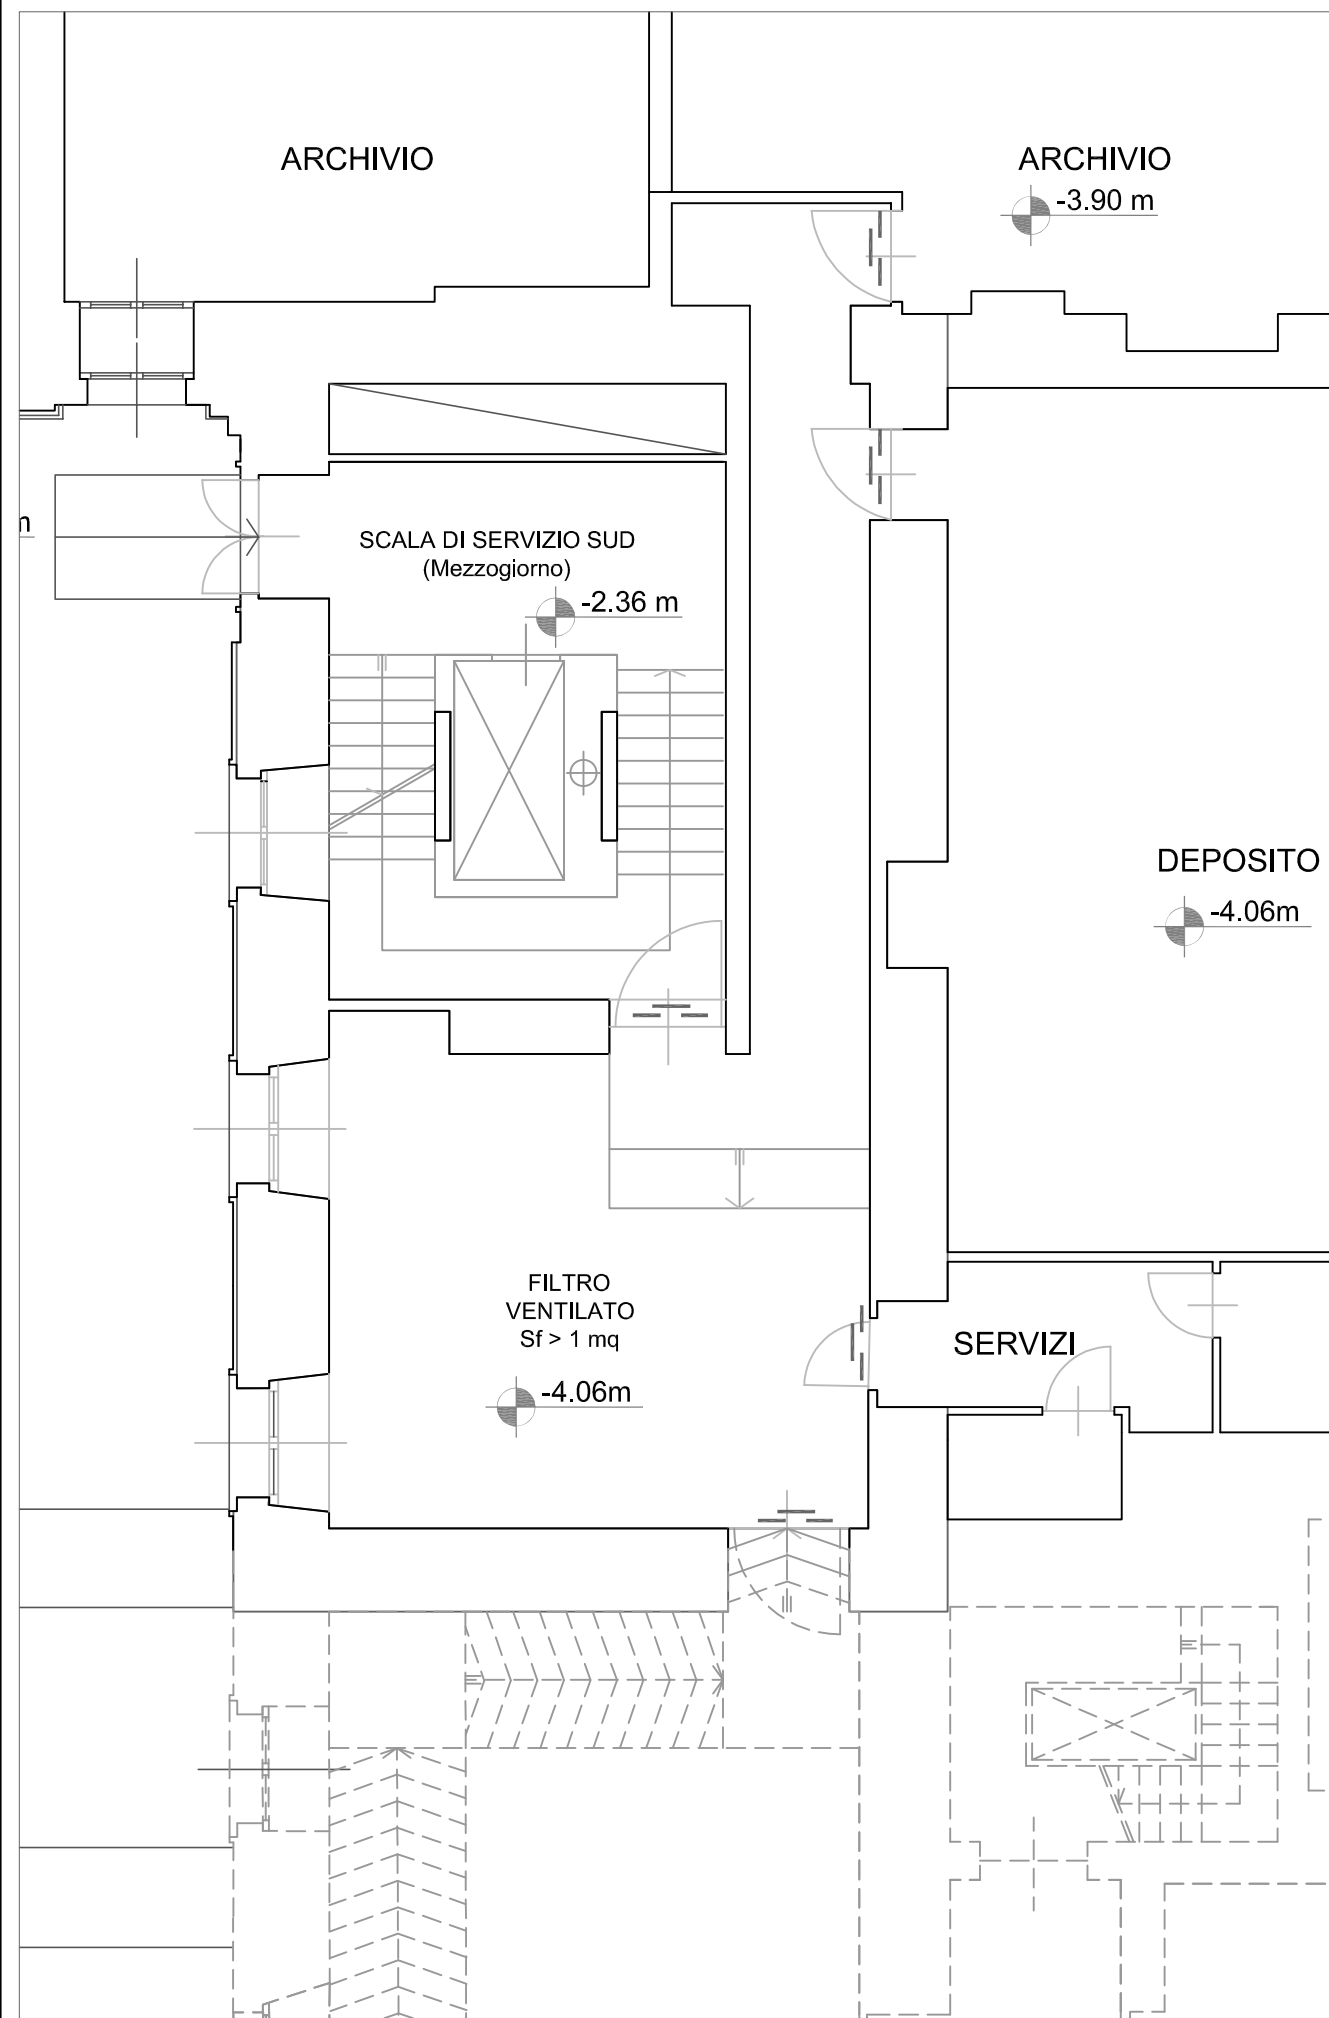 ARCHIVIO
ARCHIVIO
-3.90 m
SCALA DI SERVIZIO SUD
(Mezzogiorno)
-2.36 m
DEPOSITO
-4.06m
FILTRO
VENTILATO
Sf > 1 mq
-4.06m
SERVIZI